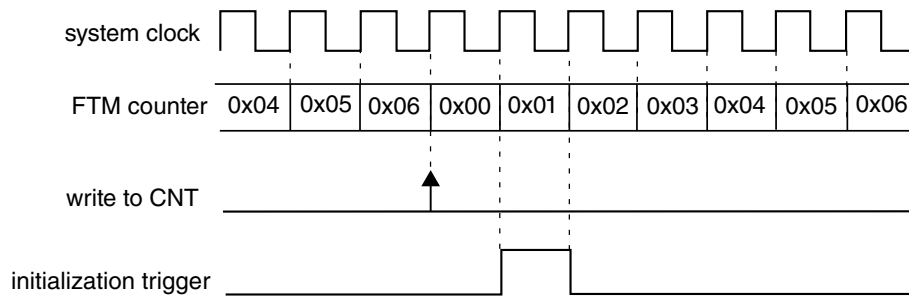 system clock
FTM counter 0x04 0x05 0x06 0x00 0x01 0x02 0x03 0x04 0x05 0x06
write to CNT
initialization trigger